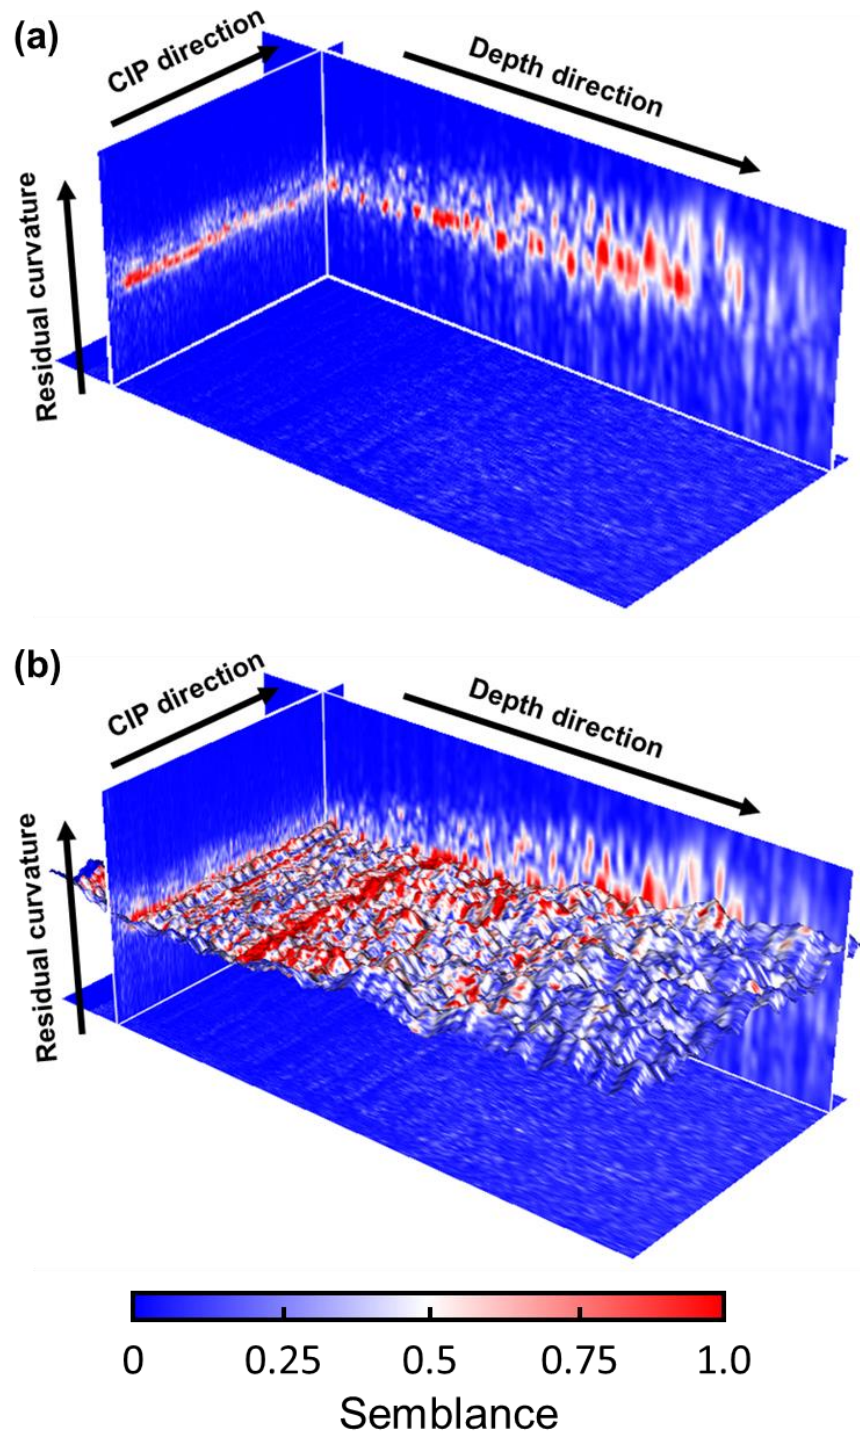 (a)
CIP direction
Depth direction
Residual curvature
(b)
CIP direction
Depth direction
Residual curvature
0 0.25 0.5 0.75 1.0
Semblance